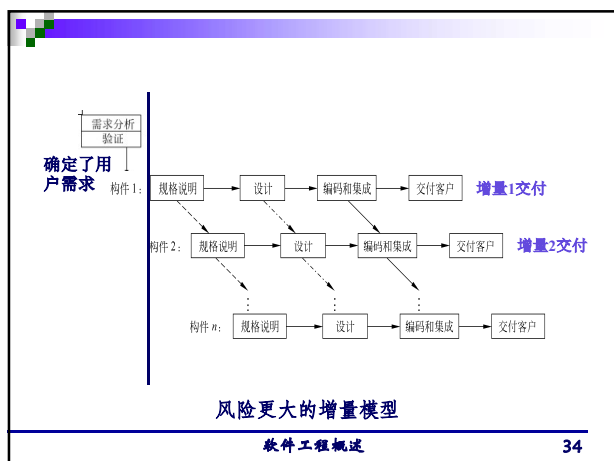 需求分析
验证
确定了用
户需求
构件 1： 规格说明 设计 编码和集成 交付客户 增量1交付
构件 2： 规格说明 设计 编码和集成 交付客户 增量2交付
构件 n： 规格说明 设计 编码和集成 交付客户
风险更大的增量模型
软件工程概述 34